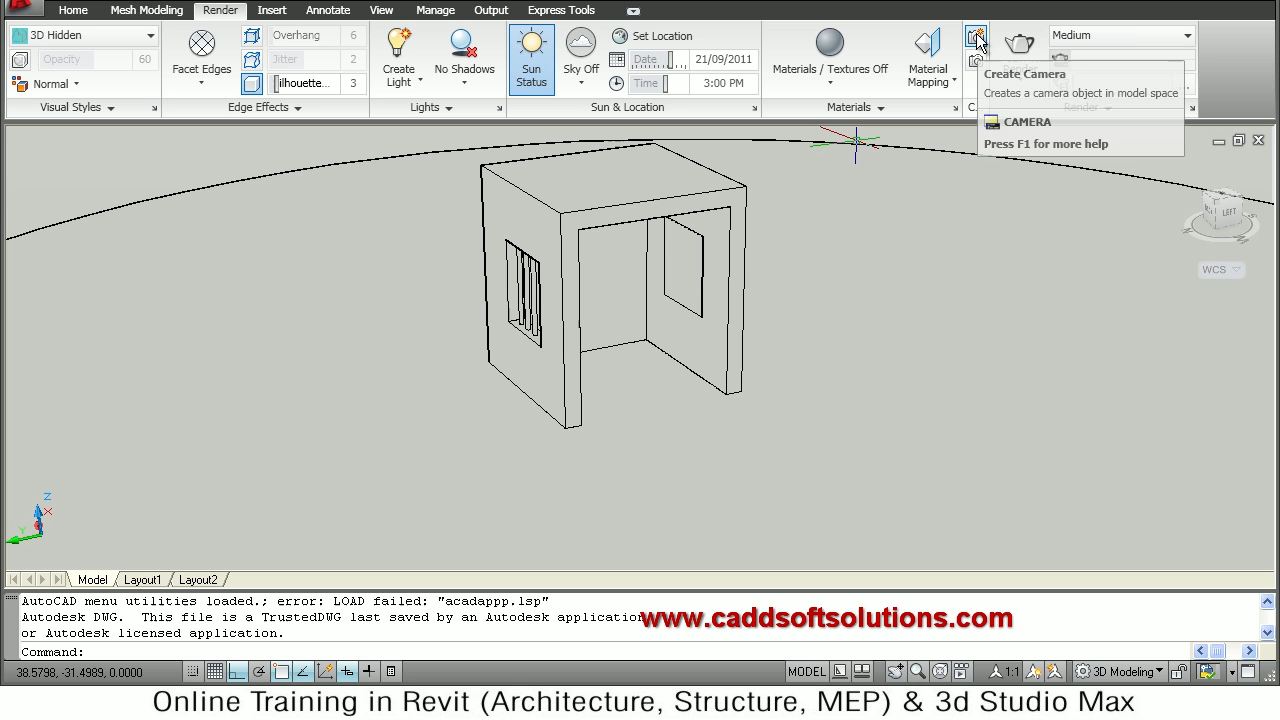 Home Mesh Modeling Render Insert Annotate View Manage Output Express Tools
3D Hidden
Opacity 60
Normal
Visual Styles
Facet Edges
Overhang 6
Jitter 2
ilhouette... 3
Edge Effects
Create Light
No Shadows
Lights
Sun Status
Sky Off
Set Location
Date 21/09/2011
Time 3:00 PM
Sun & Location
Materials / Textures Off
Material Mapping
Materials
C...
Render
Medium
Render
Create Camera
Creates a camera object in model space
CAMERA
Press F1 for more help
LEFT
WCS
Z
X
Y
Model Layout1 Layout2
AutoCAD menu utilities loaded.; error: LOAD failed: "acadappp.lsp"
Autodesk DWG. This file is a TrustedDWG last saved by an Autodesk application
or Autodesk licensed application.
www.caddsoftsolutions.com
Command:
38.5798, -31.4989, 0.0000
MODEL
1:1
3D Modeling
Online Training in Revit (Architecture, Structure, MEP) & 3d Studio Max